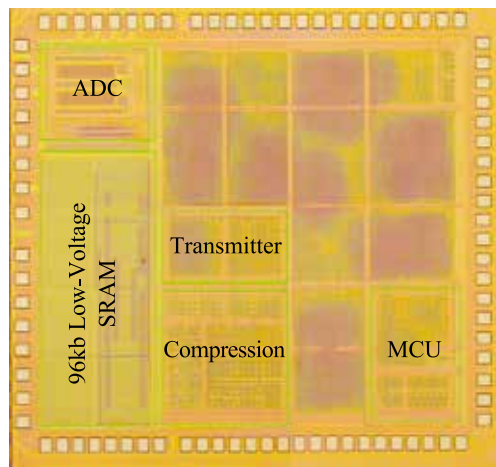 ADC
96kb Low-Voltage
SRAM
Transmitter
Compression
MCU